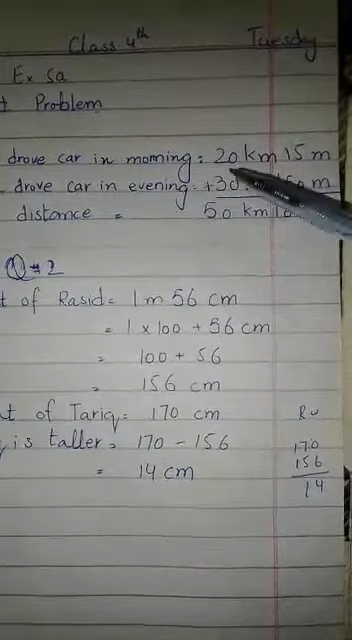 Class 4th Tuesday
Ex 5a
Problem
drove car in morning = 20 km 15 m
drove car in evening = +30 m
distance = 50 km
Q # 2
of Rasid = 1 m 56 cm
= 1 x 100 + 56 cm
= 100 + 56
= 156 cm
of Tariq = 170 cm
is taller = 170 - 156
= 14 cm
Rw
170
156
14